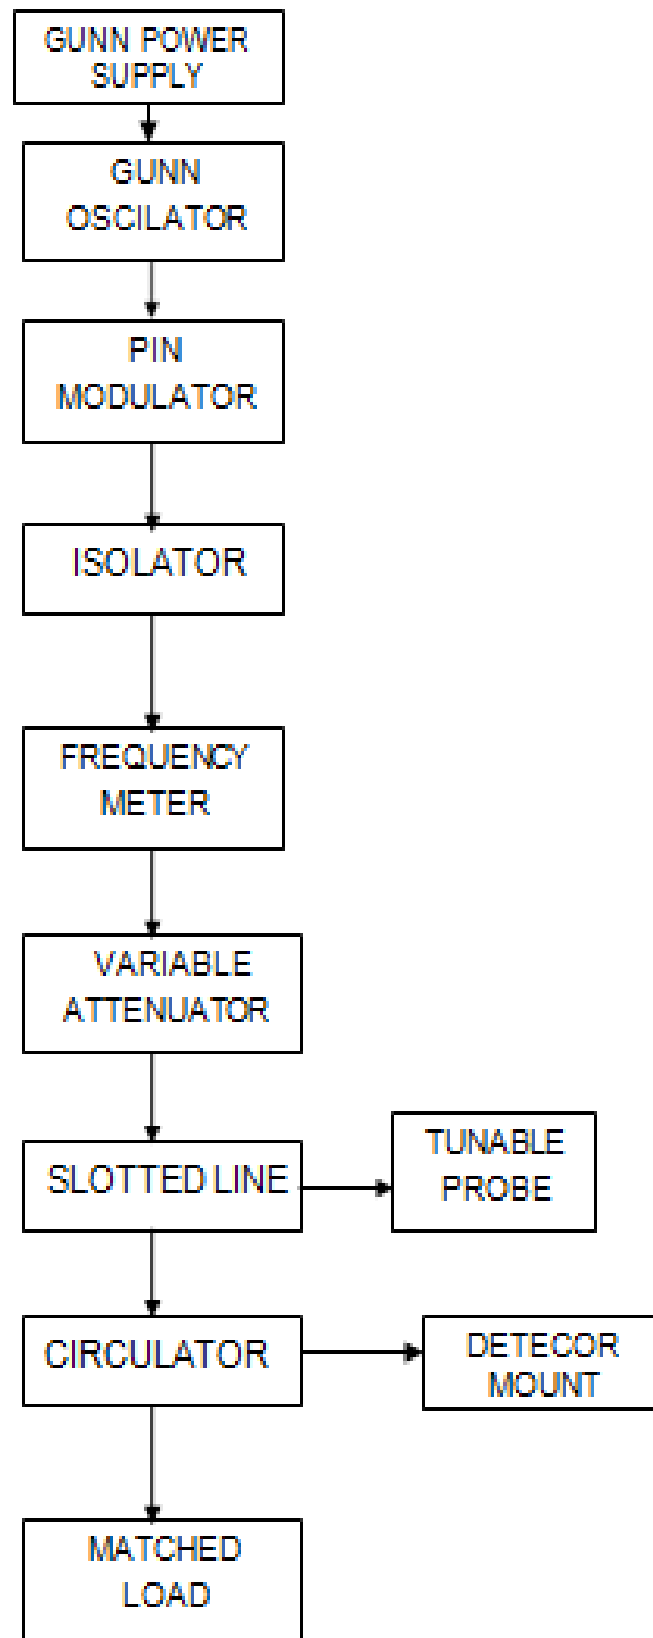 GUNN POWER
SUPPLY
GUNN
OSCILATOR
PIN
MODULATOR
ISOLATOR
FREQUENCY
METER
VARIABLE
ATTENUATOR
SLOTTED LINE
TUNABLE
PROBE
CIRCULATOR
DETECOR
MOUNT
MATCHED
LOAD